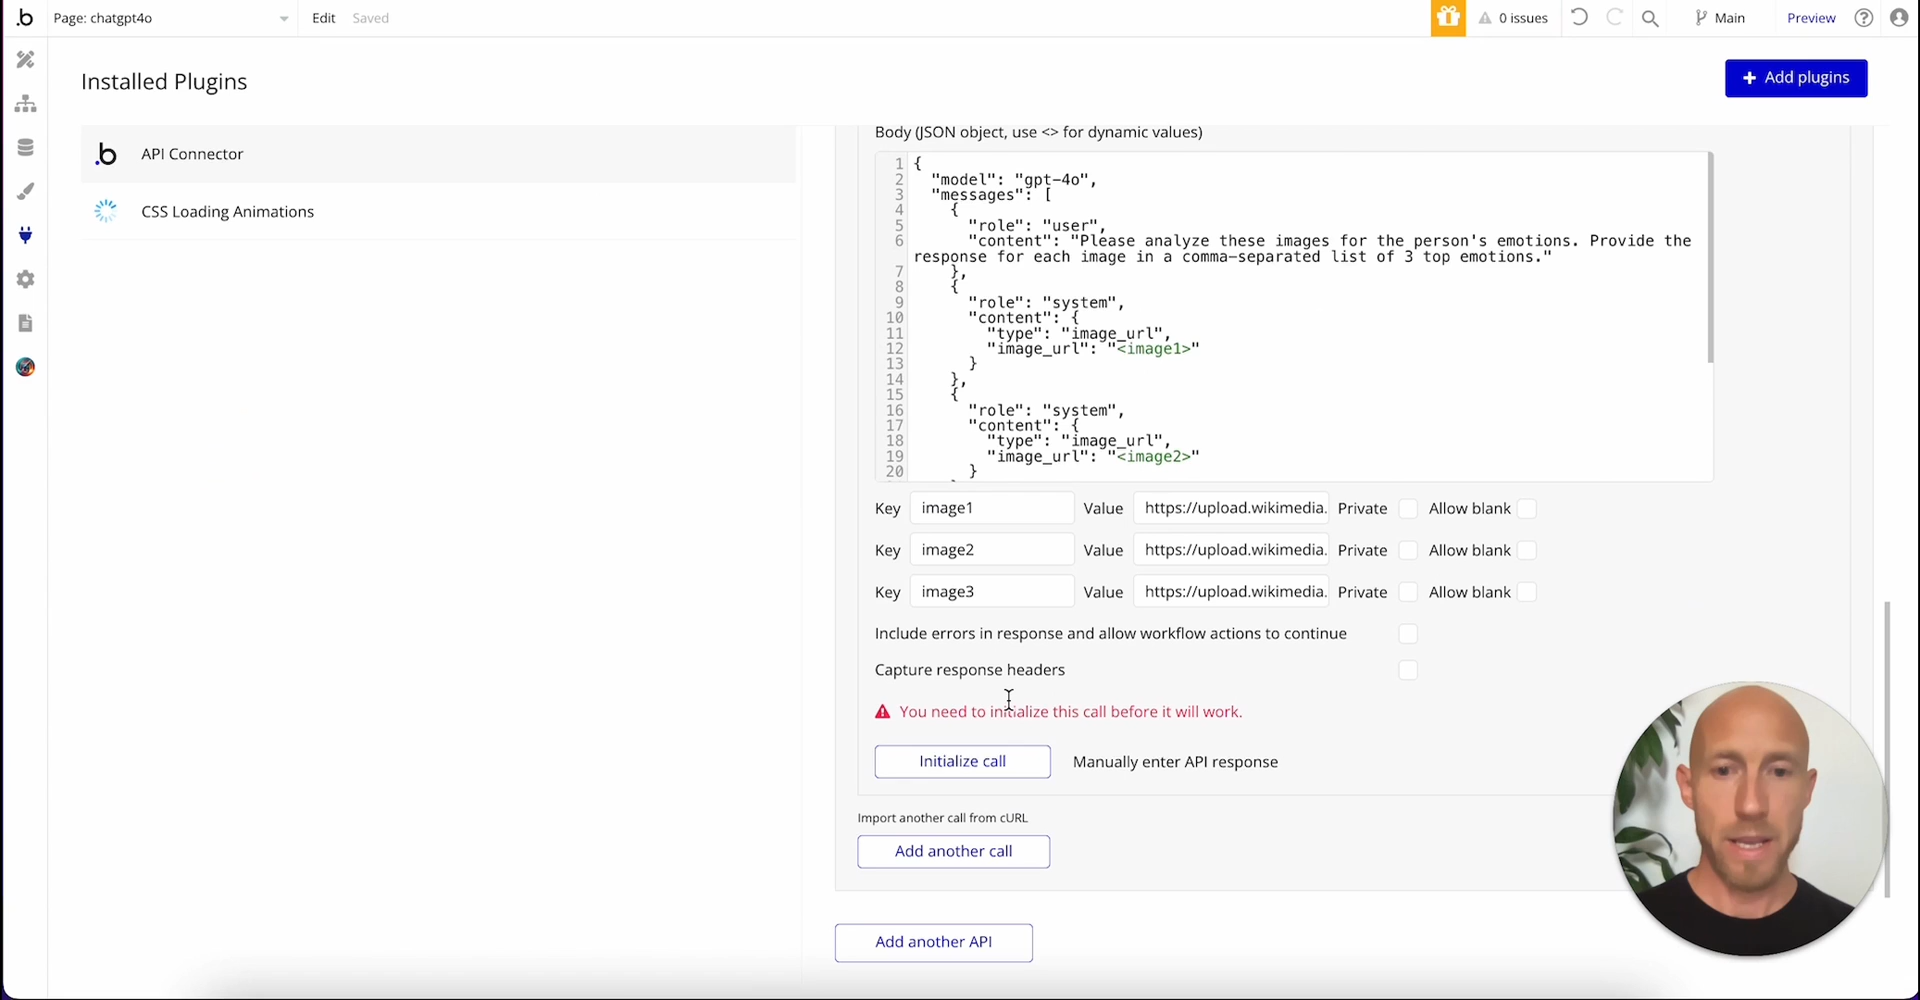 .b Page: chatgpt4o Edit Saved 0 issues Main Preview ?
Installed Plugins
+ Add plugins
.b API Connector
CSS Loading Animations
Body (JSON object, use <> for dynamic values)
1 {
2 "model": "gpt-4o",
3 "messages": [
4 {
5 "role": "user",
6 "content": "Please analyze these images for the person's emotions. Provide the
response for each image in a comma-separated list of 3 top emotions."
7 },
8 {
9 "role": "system",
10 "content": {
11 "type": "image_url",
12 "image_url": "<image1>"
13 }
14 },
15 {
16 "role": "system",
17 "content": {
18 "type": "image_url",
19 "image_url": "<image2>"
20 }
Key image1 Value https://upload.wikimedia. Private Allow blank
Key image2 Value https://upload.wikimedia. Private Allow blank
Key image3 Value https://upload.wikimedia. Private Allow blank
Include errors in response and allow workflow actions to continue
Capture response headers
You need to initialize this call before it will work.
Initialize call Manually enter API response
Import another call from cURL
Add another call
Add another API